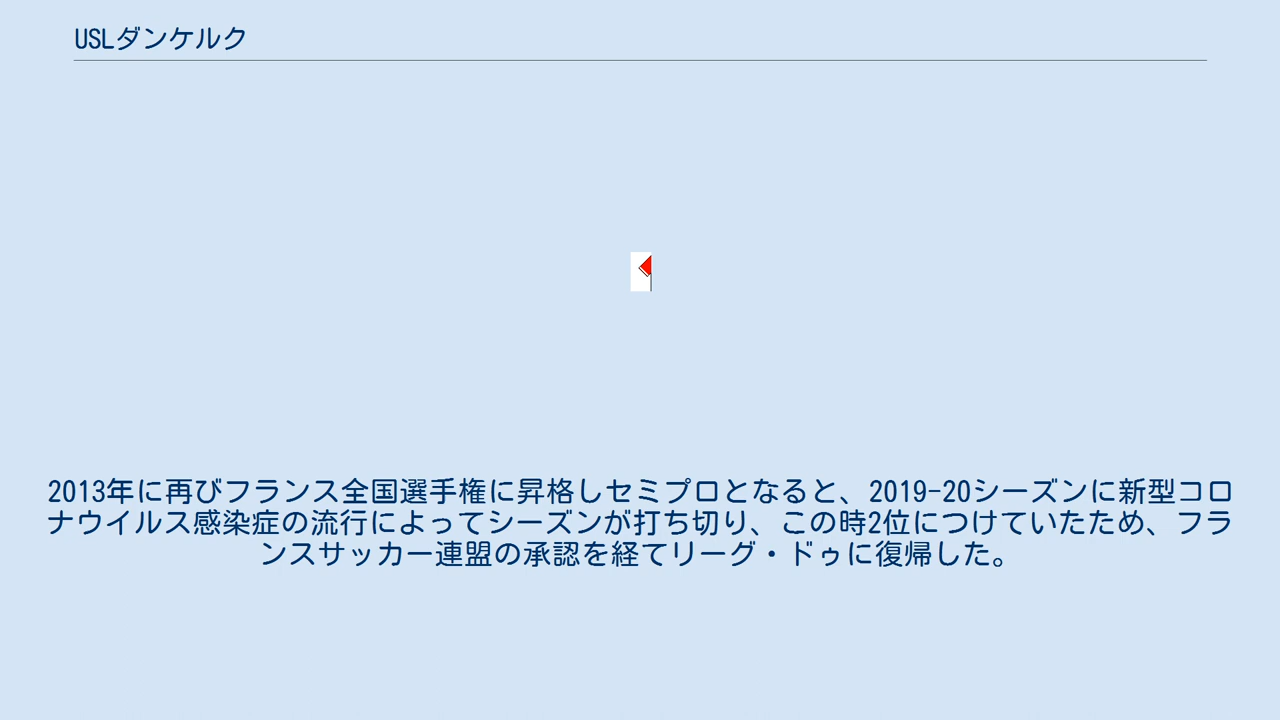 USLダンケルク
2013年に再びフランス全国選手権に昇格しセミプロとなると、2019-20シーズンに新型コロ
ナウイルス感染症の流行によってシーズンが打ち切り、この時2位につけていたため、フラ
ンスサッカー連盟の承認を経てリーグ・ドゥに復帰した。